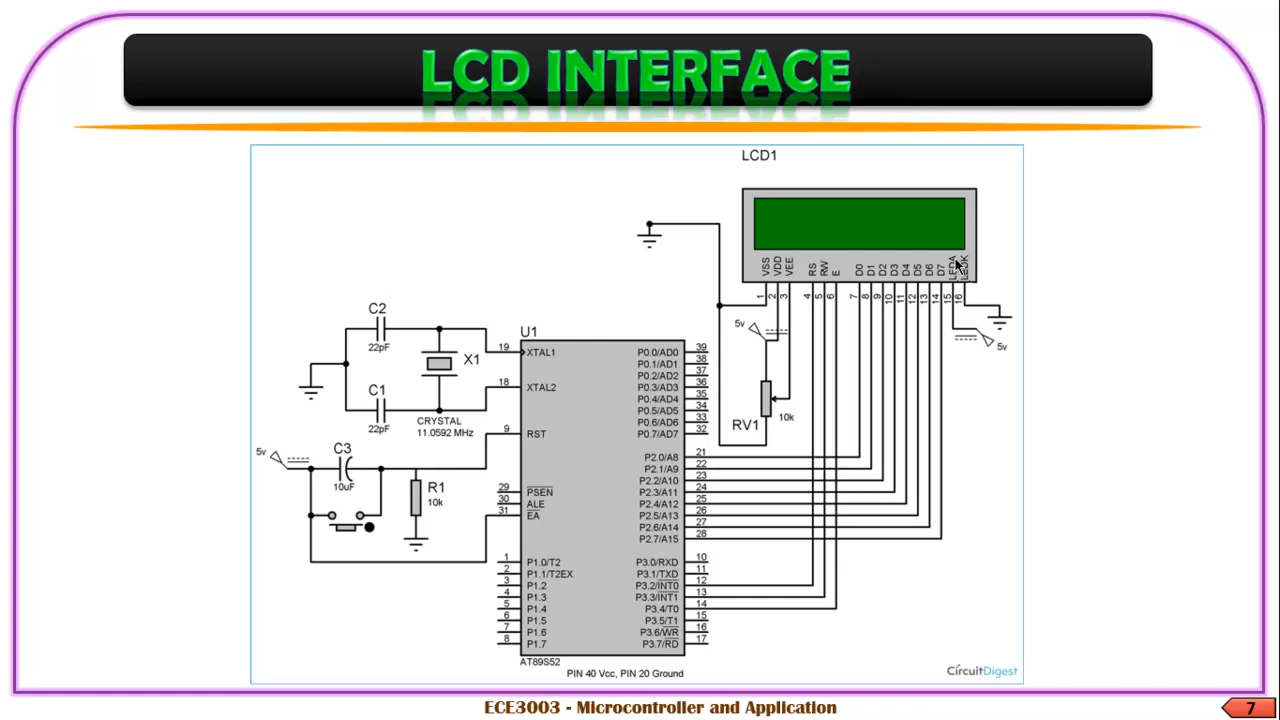 LCD INTERFACE
LCD1
VSS VDD VEE RS RW E D0 D1 D2 D3 D4 D5 D6 D7 LEDA LEDK
1 2 3 4 5 6 7 8 9 10 11 12 13 14 15 16
5v
5v
C2
22pF
C1
22pF
X1
CRYSTAL
11.0592 MHz
5v
C3
10uF
R1
10k
RV1
10k
U1
19 XTAL1
18 XTAL2
9 RST
29 PSEN
30 ALE
31 EA
1 P1.0/T2
2 P1.1/T2EX
3 P1.2
4 P1.3
5 P1.4
6 P1.5
7 P1.6
8 P1.7
P0.0/AD0 39
P0.1/AD1 38
P0.2/AD2 37
P0.3/AD3 36
P0.4/AD4 35
P0.5/AD5 34
P0.6/AD6 33
P0.7/AD7 32
P2.0/A8 21
P2.1/A9 22
P2.2/A10 23
P2.3/A11 24
P2.4/A12 25
P2.5/A13 26
P2.6/A14 27
P2.7/A15 28
P3.0/RXD 10
P3.1/TXD 11
P3.2/INT0 12
P3.3/INT1 13
P3.4/T0 14
P3.5/T1 15
P3.6/WR 16
P3.7/RD 17
AT89S52
PIN 40 Vcc, PIN 20 Ground
CircuitDigest
ECE3003 - Microcontroller and Application
7